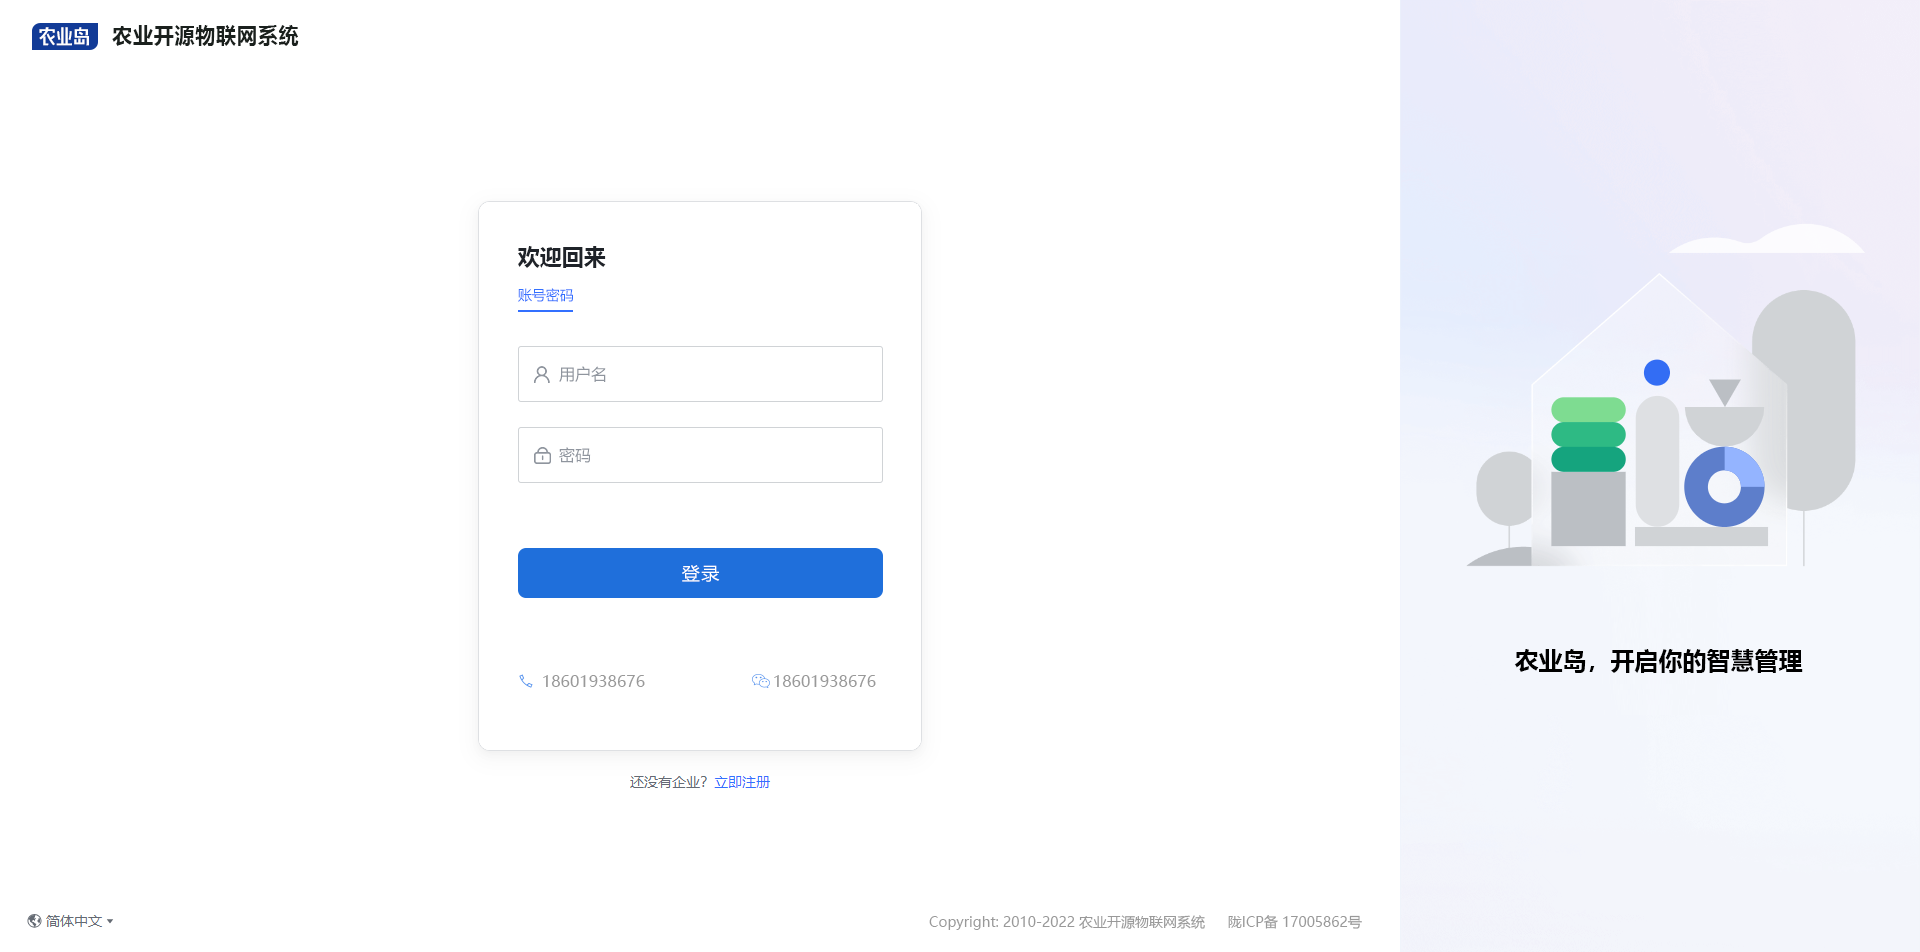 农业岛 农业开源物联网系统
欢迎回来
账号密码
用户名
密码
登录
18601938676 18601938676
还没有企业？立即注册
农业岛，开启你的智慧管理
简体中文
Copyright: 2010-2022 农业开源物联网系统 陇ICP备 17005862号